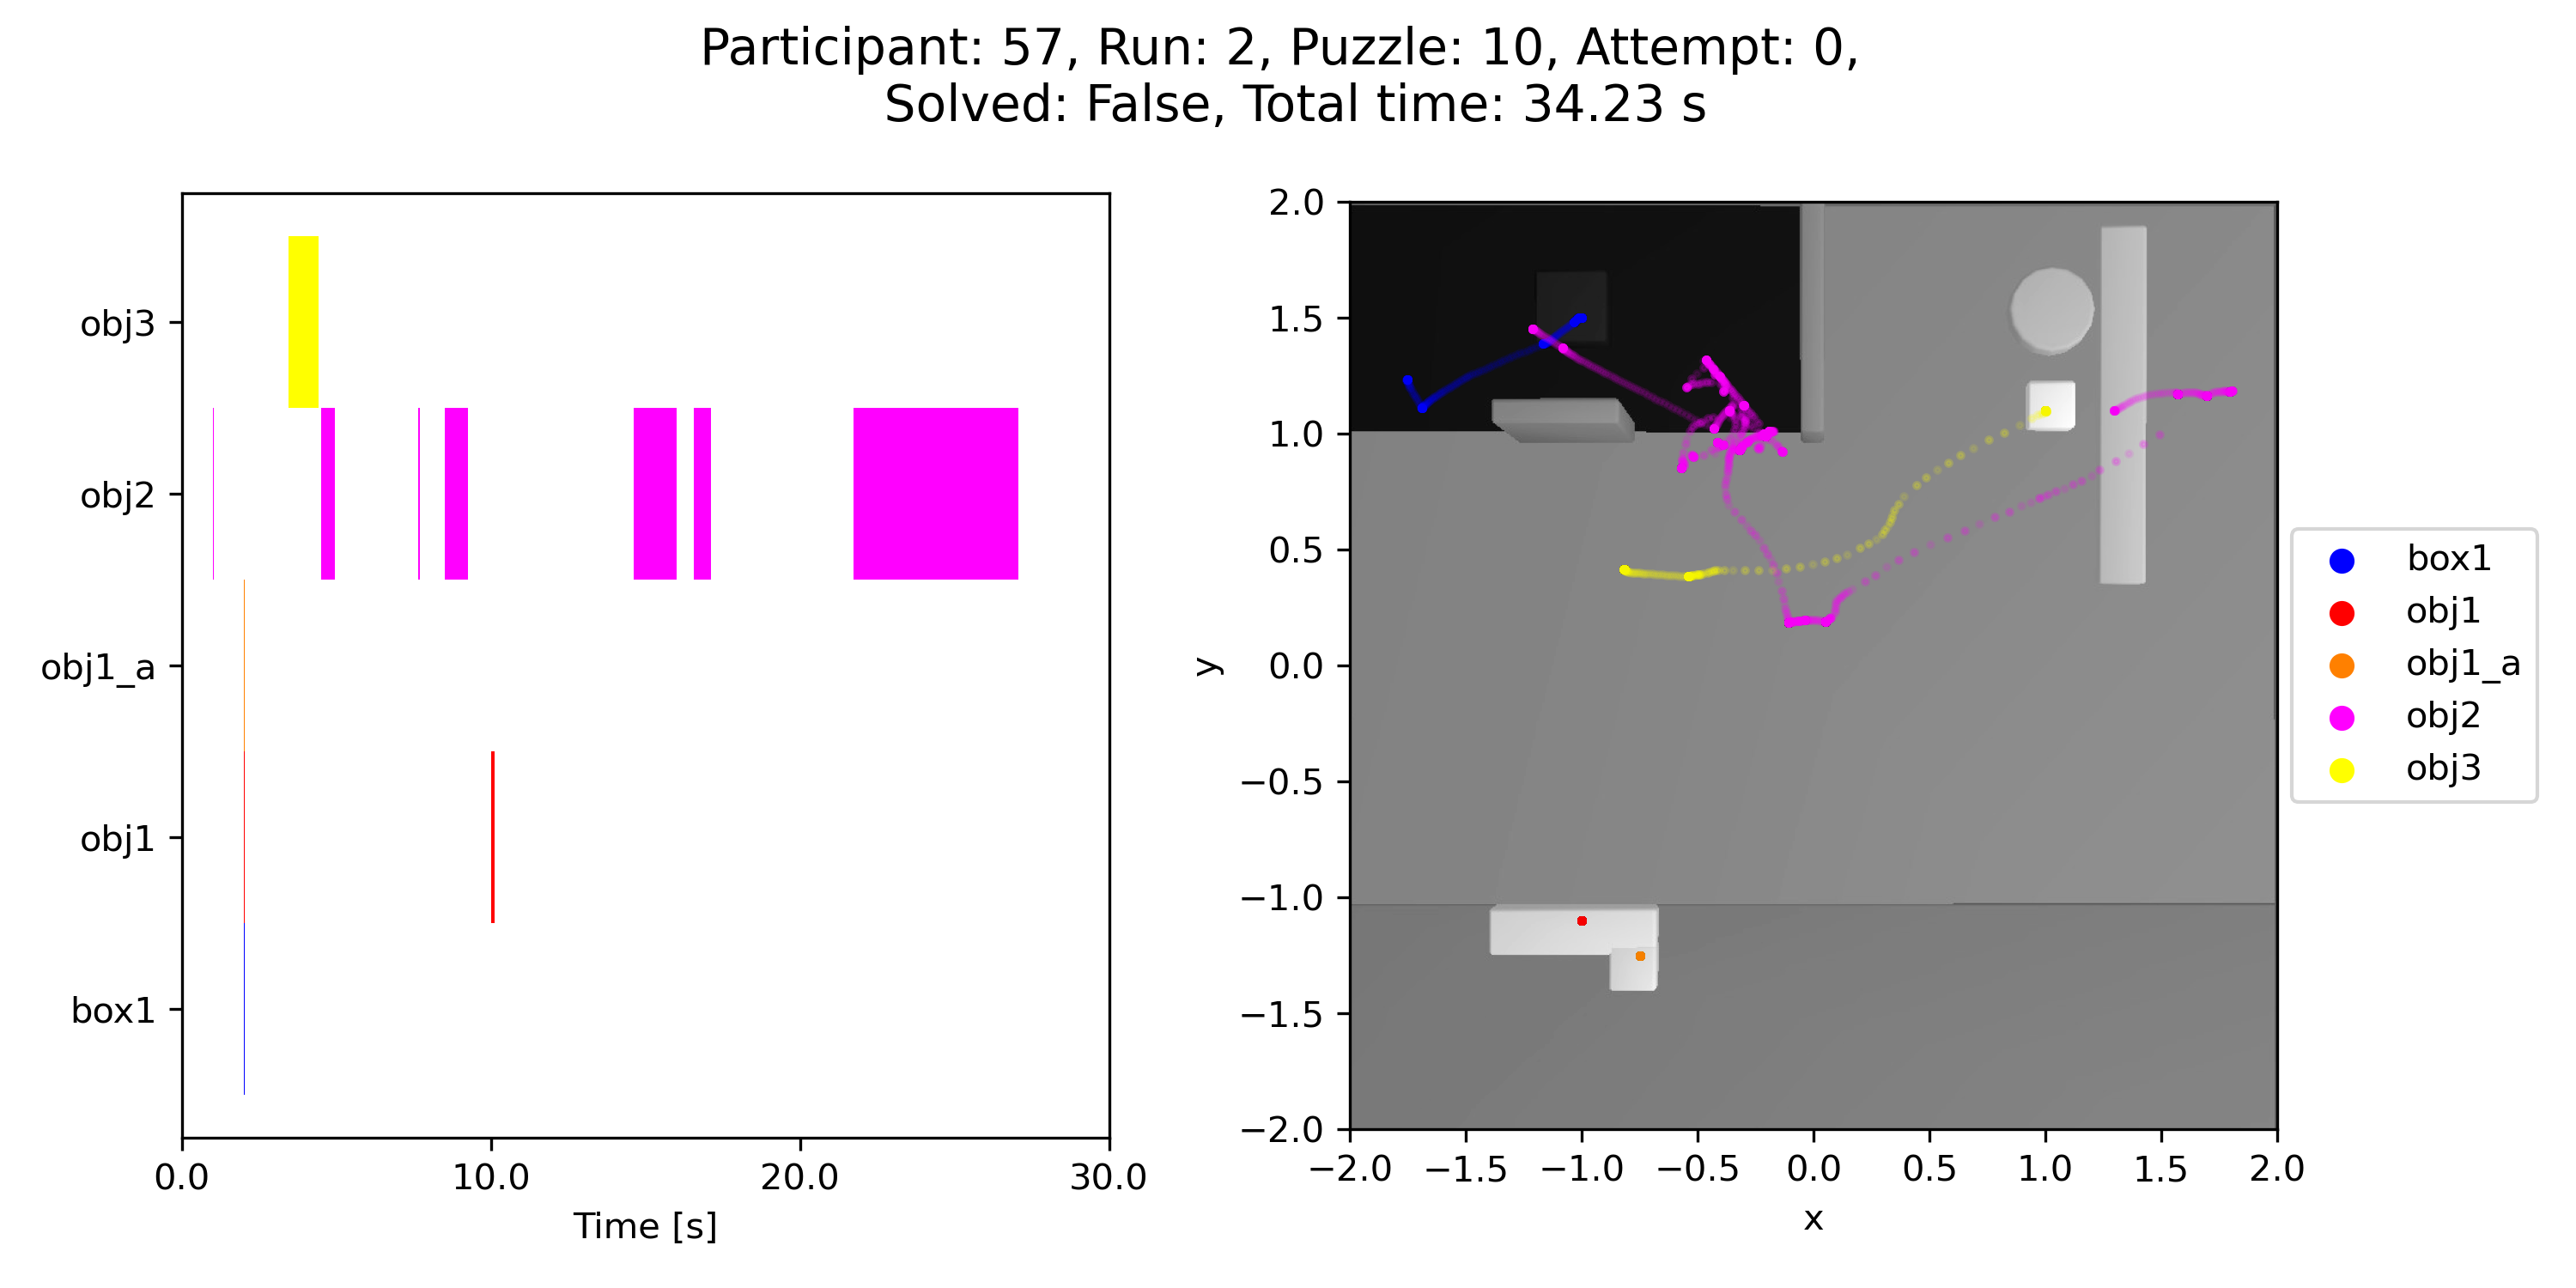 Participant: 57, Run: 2, Puzzle: 10, Attempt: 0,
Solved: False, Total time: 34.23 s
obj3
obj2
obj1_a
obj1
box1
0.0 10.0 20.0 30.0
Time [s]
2.0
1.5
1.0
0.5
0.0
−0.5
−1.0
−1.5
−2.0
y
−2.0 −1.5 −1.0 −0.5 0.0 0.5 1.0 1.5 2.0
x
box1
obj1
obj1_a
obj2
obj3